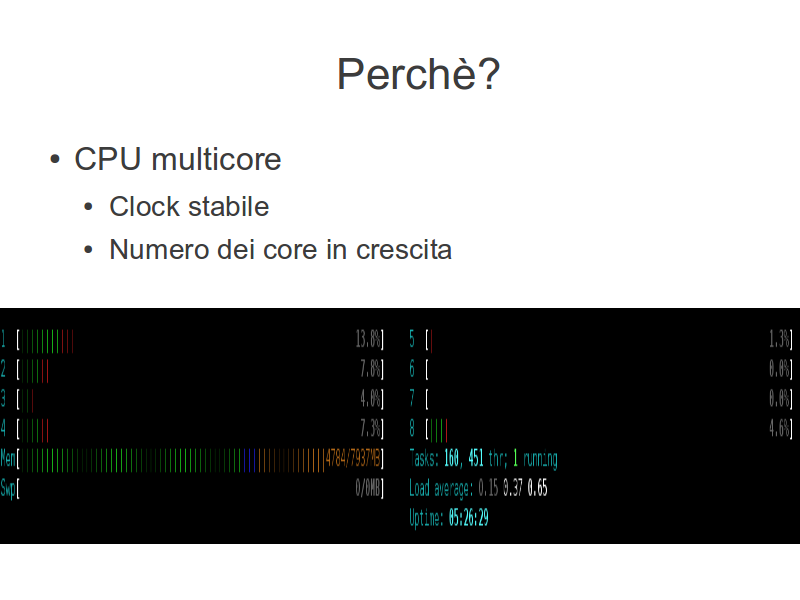 Perchè?
• CPU multicore
• Clock stabile
• Numero dei core in crescita
1 [ 13.8%] 5 [ 1.3%]
2 [ 7.8%] 6 [ 0.0%]
3 [ 4.0%] 7 [ 0.0%]
4 [ 7.3%] 8 [ 4.6%]
Mem[ 4784/7937MB] Tasks: 160, 451 thr; 1 running
Swp[ 0/0MB] Load average: 0.15 0.37 0.65
Uptime: 05:26:29